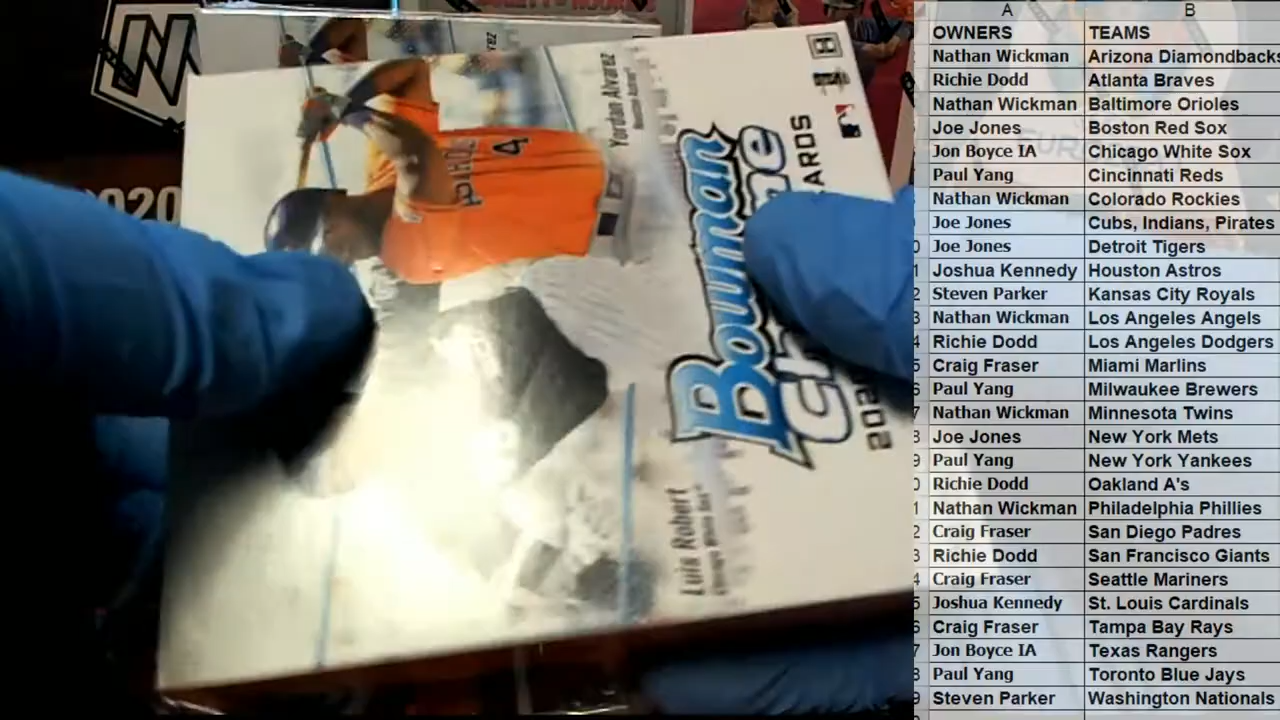 2020
Yordan Alvarez
Houston Astros
4
Bowman
Luis Robert
Chicago White Sox
A B
OWNERS TEAMS
Nathan Wickman Arizona Diamondbacks
Richie Dodd Atlanta Braves
Nathan Wickman Baltimore Orioles
Joe Jones Boston Red Sox
Jon Boyce IA Chicago White Sox
Paul Yang Cincinnati Reds
Nathan Wickman Colorado Rockies
Joe Jones Cubs, Indians, Pirates
Joe Jones Detroit Tigers
Joshua Kennedy Houston Astros
Steven Parker Kansas City Royals
Nathan Wickman Los Angeles Angels
Richie Dodd Los Angeles Dodgers
Craig Fraser Miami Marlins
Paul Yang Milwaukee Brewers
Nathan Wickman Minnesota Twins
Joe Jones New York Mets
Paul Yang New York Yankees
Richie Dodd Oakland A's
Nathan Wickman Philadelphia Phillies
Craig Fraser San Diego Padres
Richie Dodd San Francisco Giants
Craig Fraser Seattle Mariners
Joshua Kennedy St. Louis Cardinals
Craig Fraser Tampa Bay Rays
Jon Boyce IA Texas Rangers
Paul Yang Toronto Blue Jays
Steven Parker Washington Nationals